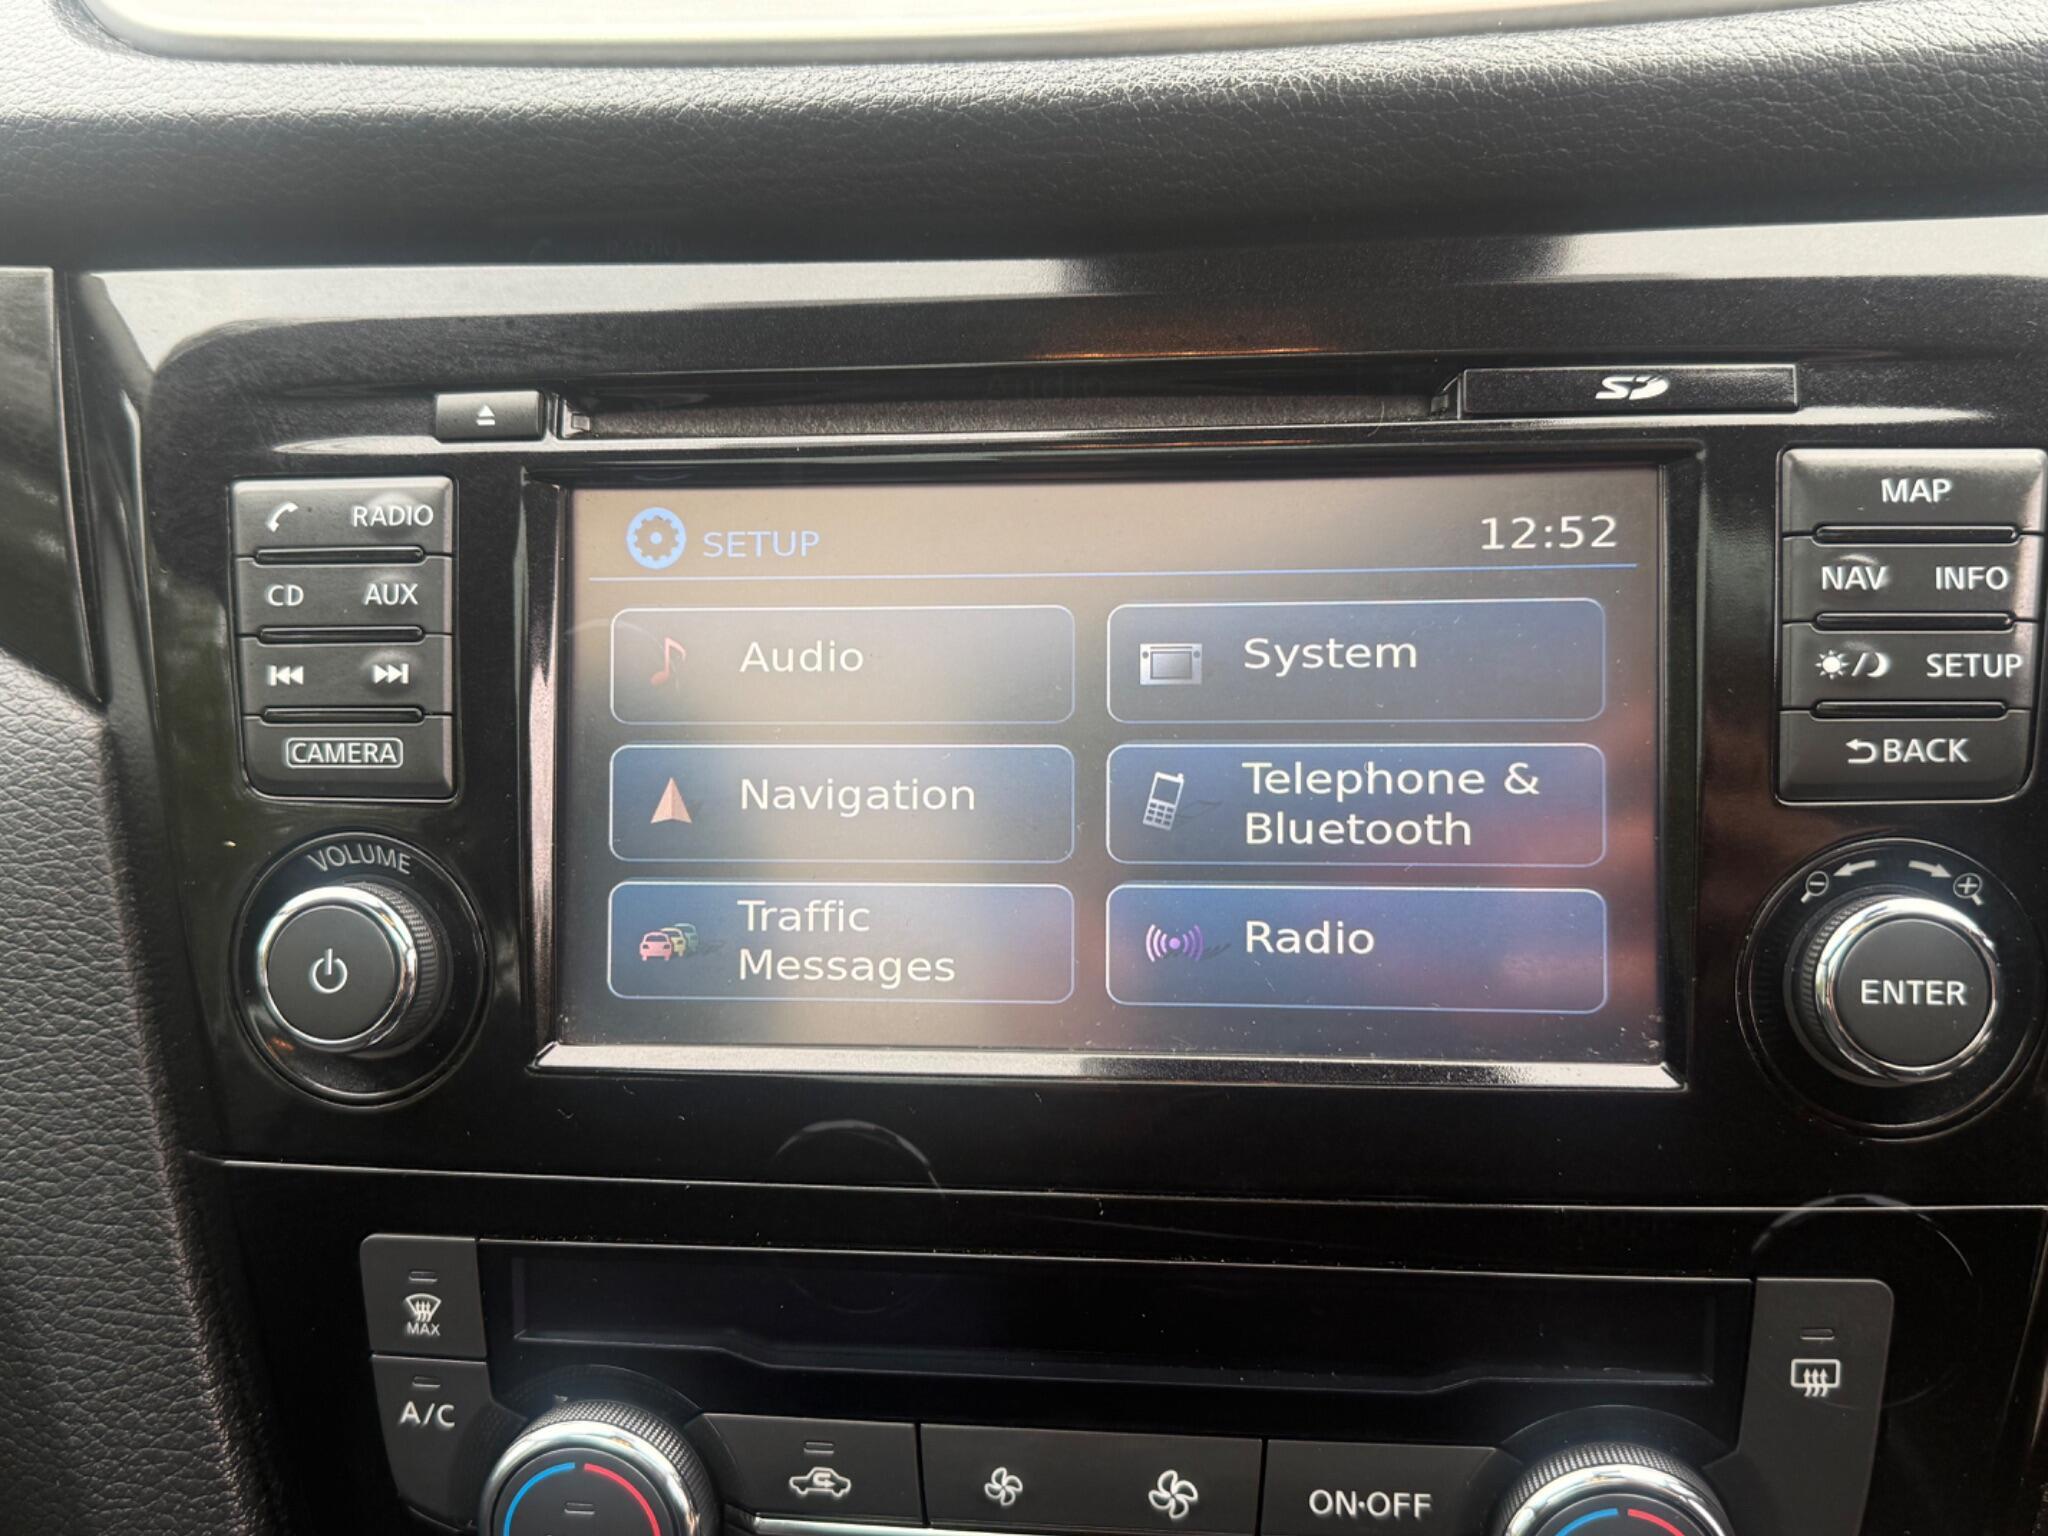 SD
RADIO
CD AUX
CAMERA
VOLUME
SETUP
12:52
Audio
System
Navigation
Telephone &
Bluetooth
Traffic
Messages
Radio
MAP
NAV INFO
SETUP
BACK
ENTER
MAX
A/C
ON·OFF